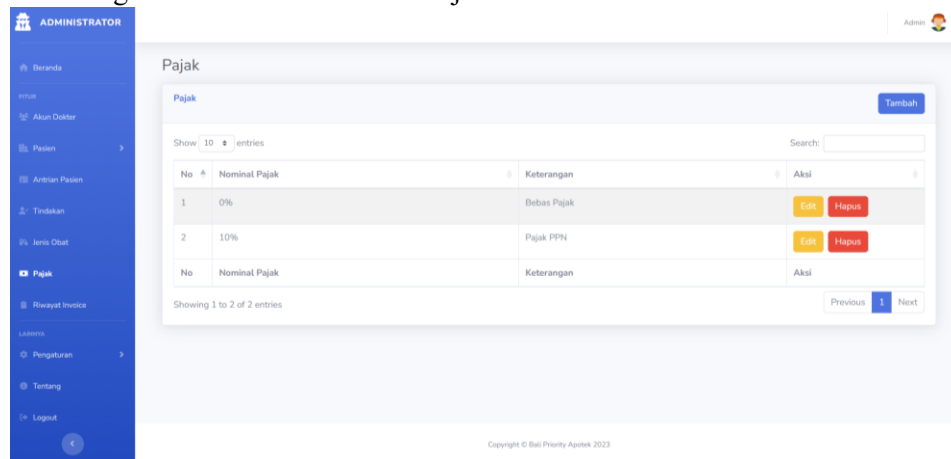 ADMINISTRATOR
Admin
Beranda
Pajak
FITUR
Akun Dokter
Pasien
Antrian Pasien
Tindakan
Jenis Obat
Pajak
Riwayat Invoice
LAINNYA
Pengaturan
Tentang
Logout
Pajak
Tambah
Show 10 entries
Search:
No Nominal Pajak Keterangan Aksi
1 0% Bebas Pajak Edit Hapus
2 10% Pajak PPN Edit Hapus
No Nominal Pajak Keterangan Aksi
Showing 1 to 2 of 2 entries
Previous 1 Next
Copyright © Bali Priority Apotek 2023